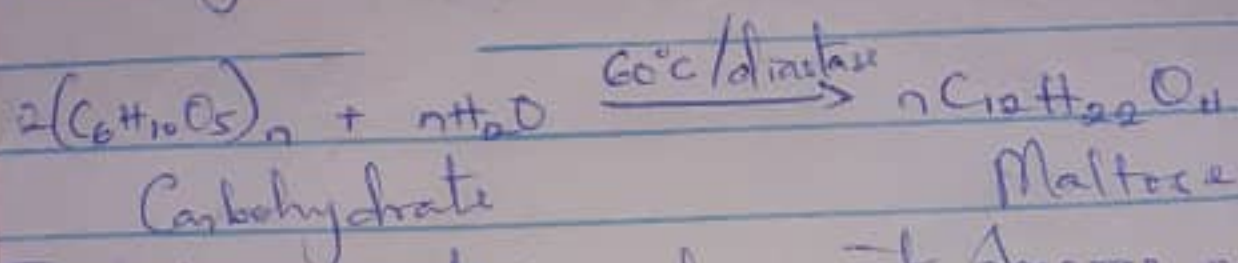 2(C₆H₁₀O₅)ₙ + nH₂O 60°C/diastase → nC₁₂H₂₂O₁₁
Carbohydrate Maltose